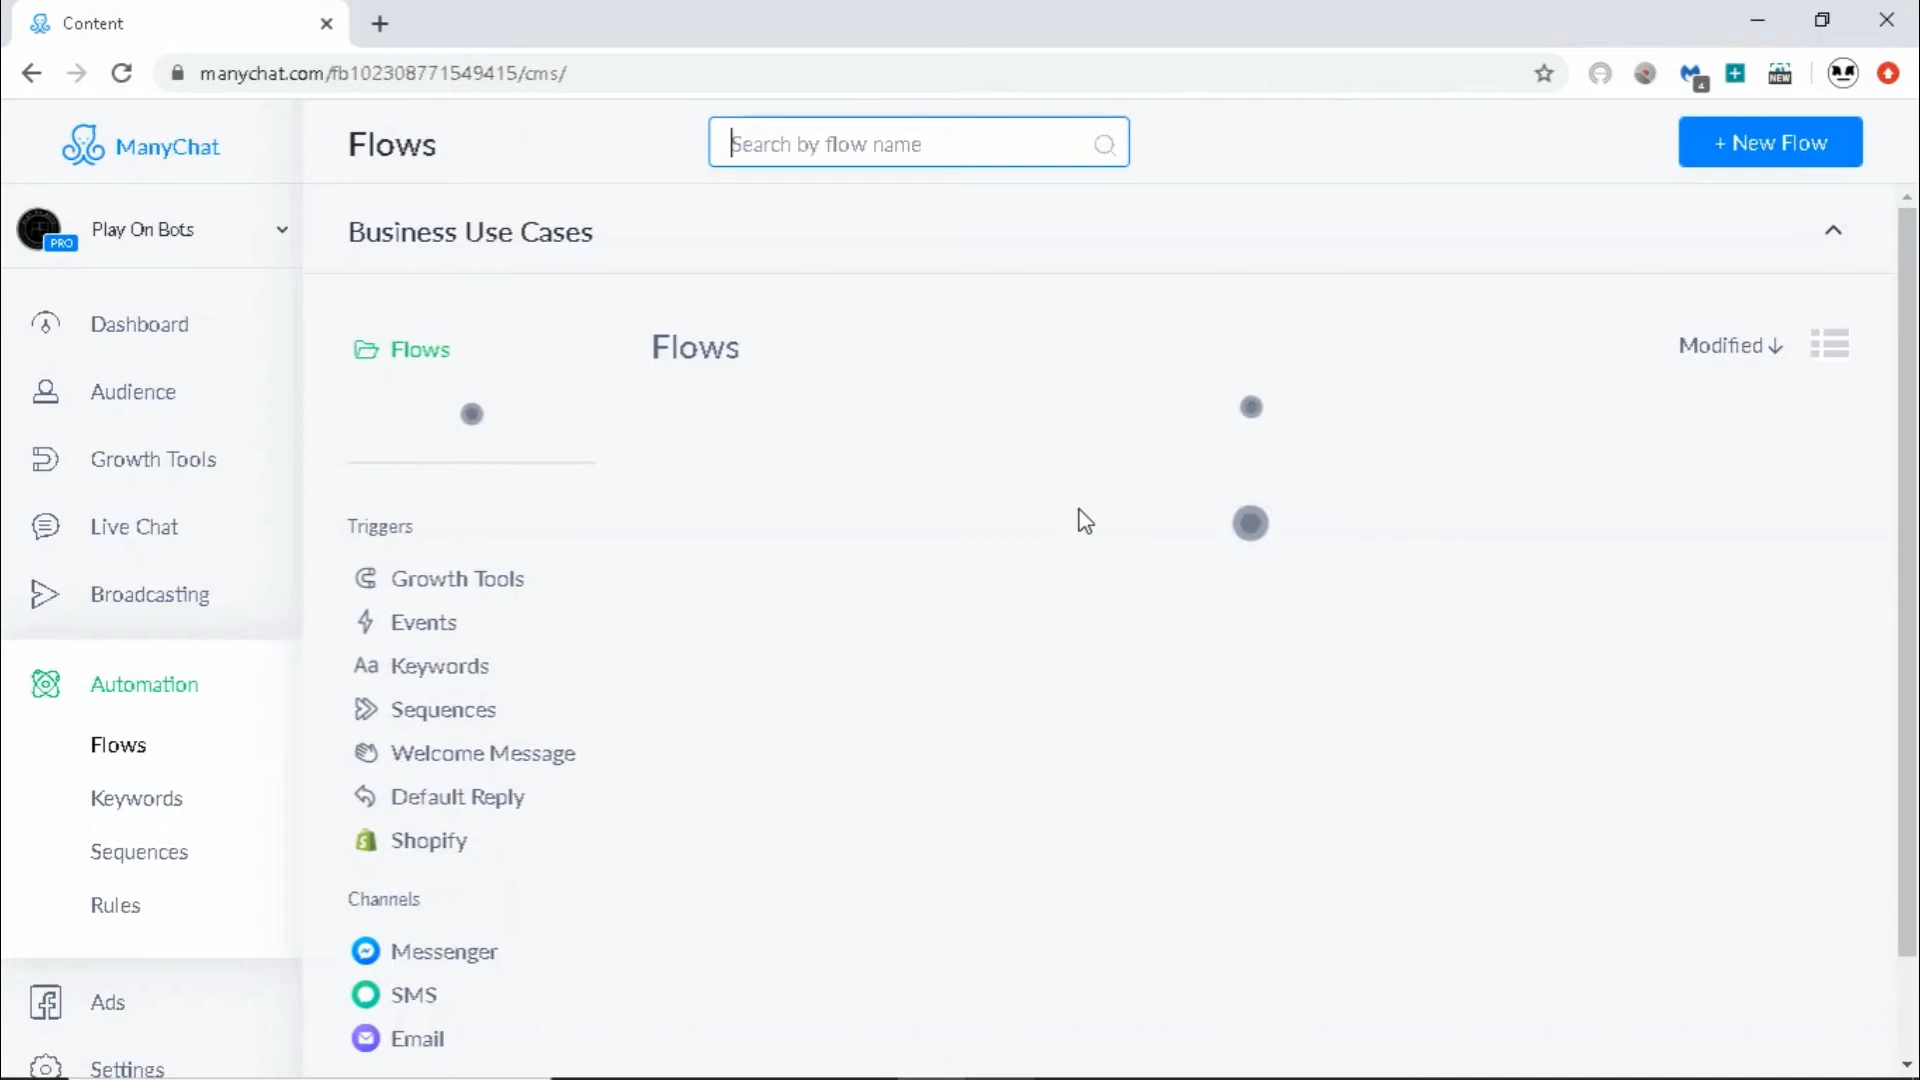 Content
manychat.com/fb102308771549415/cms/
4
NEW
ManyChat
Flows
Search by flow name
+ New Flow
PRO
Play On Bots
Business Use Cases
Dashboard
Audience
Growth Tools
Live Chat
Broadcasting
Automation
Flows
Keywords
Sequences
Rules
Ads
Settings
Flows
Flows
Modified
Triggers
Growth Tools
Events
Aa Keywords
Sequences
Welcome Message
Default Reply
Shopify
Channels
Messenger
SMS
Email